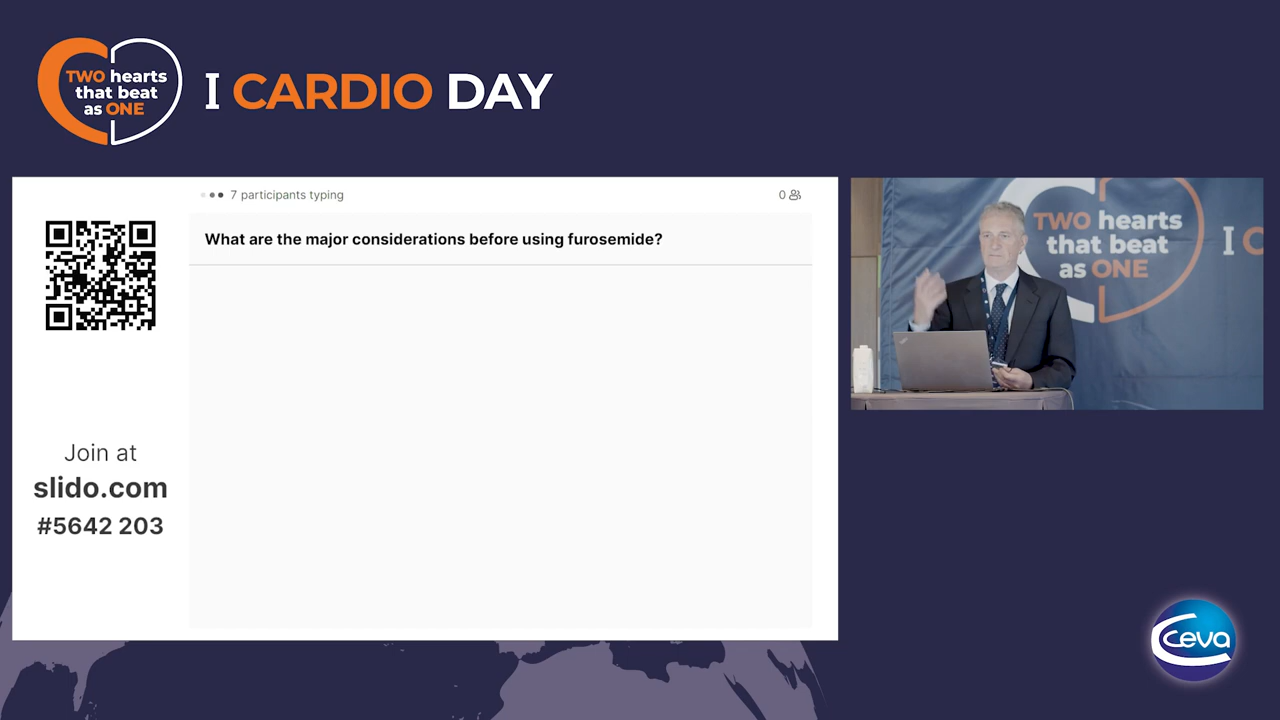 TWO hearts
that beat
as ONE
I CARDIO DAY
7 participants typing
0
What are the major considerations before using furosemide?
Join at
slido.com
#5642 203
TWO hearts
that beat
as ONE
I C
ceva